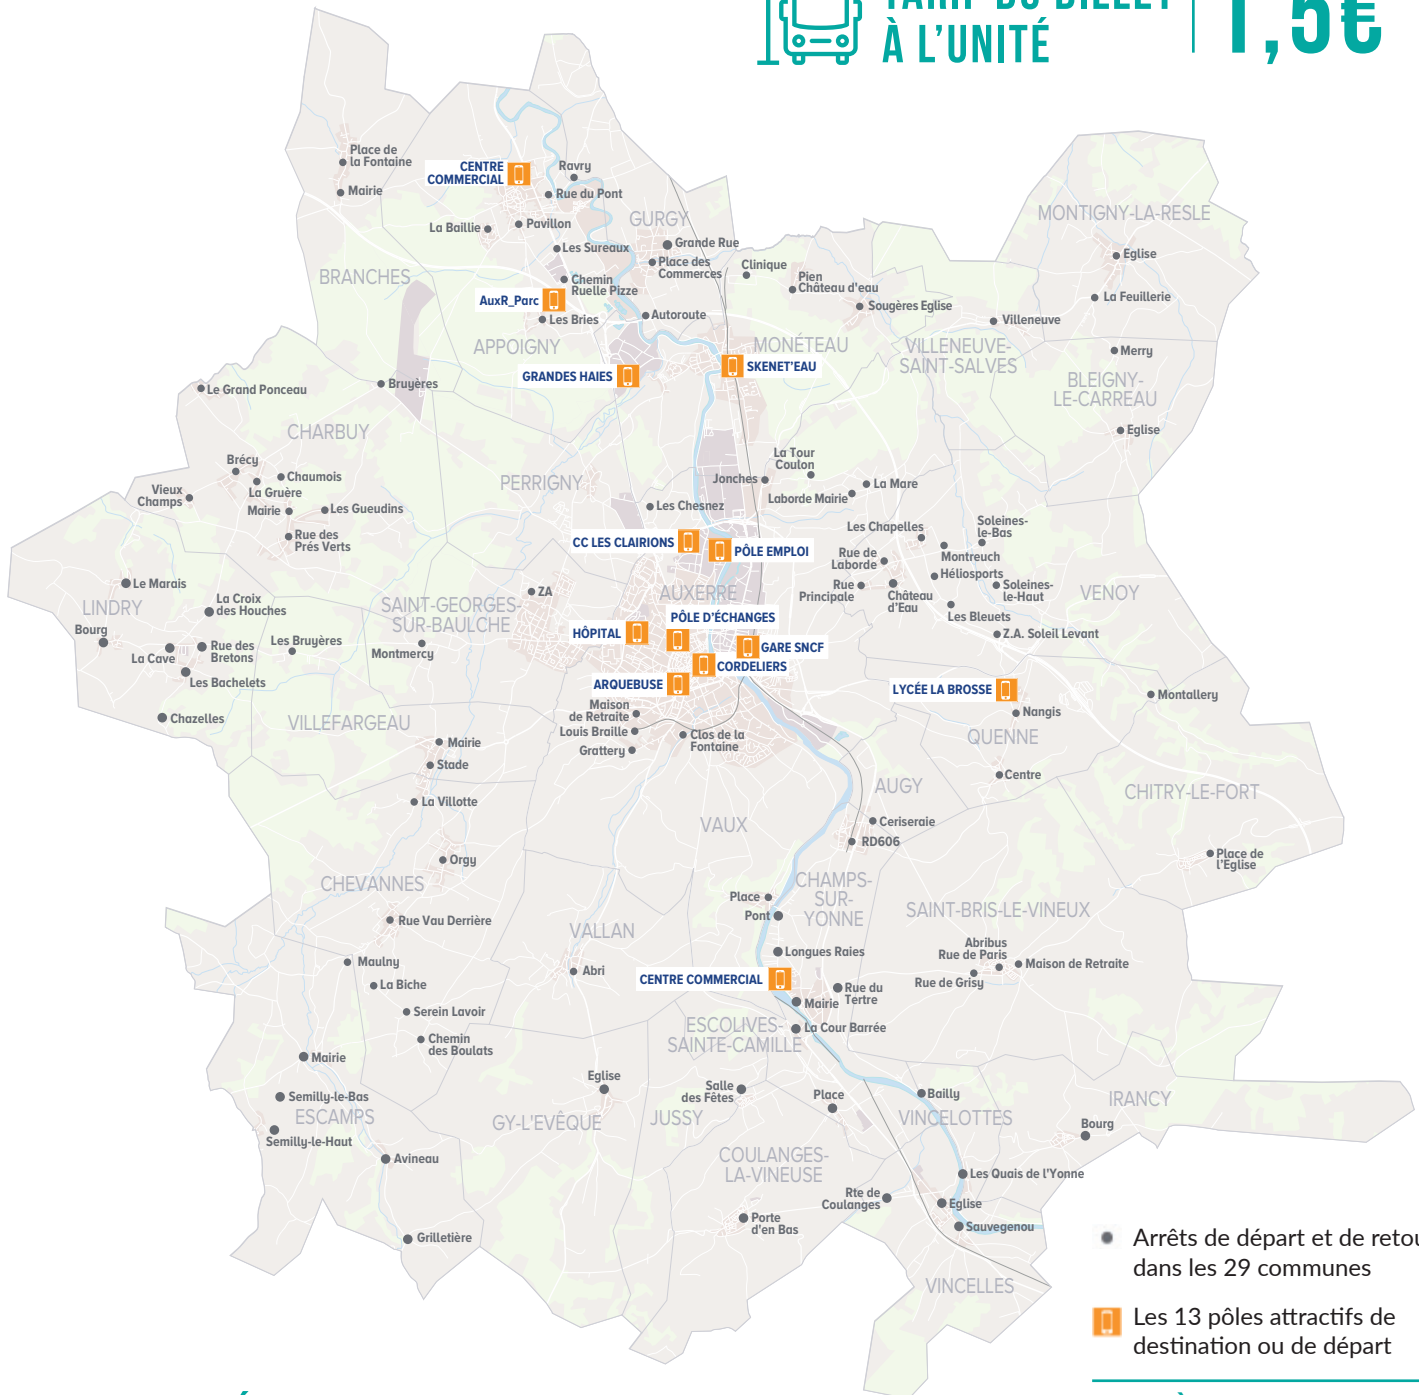 TARIF DU BILLET
À L'UNITÉ
1,5€
Place de
la Fontaine
Mairie
CENTRE
COMMERCIAL
Ravry
Rue du Pont
La Baillie
Pavillon
GURGY
Les Sureaux
Grande Rue
Place des
Commerces
Clinique
Pien
Château d'eau
Sougères Eglise
MONTIGNY-LA-RESLE
Eglise
La Feuillerie
Villeneuve
BRANCHES
Chemin
Ruelle Pizze
AuxR_Parc
Les Bries
Autoroute
APPOIGNY
MONÉTEAU
VILLENEUVE-
SAINT-SALVES
Merry
BLEIGNY-
LE-CARREAU
Eglise
GRANDES HAIES
SKENET'EAU
Le Grand Ponceau
Bruyères
CHARBUY
Brécy
Chaumois
La Gruère
Vieux
Champs
Mairie
Les Gueudins
Rue des
Prés Verts
PERRIGNY
La Tour
Coulon
Jonches
Laborde Mairie
La Mare
Les Chesnez
CC LES CLAIRIONS
PÔLE EMPLOI
Les Chapelles
Soleines-
le-Bas
Montreuch
Rue de
Laborde
Héliosports
Rue
Principale
Château
d'Eau
Soleines-
le-Haut
VENOY
Les Bleuets
Z.A. Soleil Levant
Le Marais
LINDRY
La Croix
des Houches
Bourg
La Cave
Rue des
Bretons
Les Bruyères
Les Bachelets
Chazelles
SAINT-GEORGES-
SUR-BAULCHE
ZA
Montmercy
AUXERRE
PÔLE D'ÉCHANGES
HÔPITAL
GARE SNCF
CORDELIERS
ARQUEBUSE
Maison
de Retraite
Louis Braille
Grattery
Clos de la
Fontaine
LYCÉE LA BROSSE
Nangis
Montallery
QUENNE
Centre
CHITRY-LE-FORT
Place de
l'Eglise
VILLEFARGEAU
Mairie
Stade
La Villotte
AUGY
Ceriseraie
RD606
VAUX
Orgy
CHEVANNES
Rue Vau Derrière
CHAMPS-
SUR-
YONNE
Place
Pont
Longues Raies
SAINT-BRIS-LE-VINEUX
Abribus
Rue de Paris
Maison de Retraite
Rue de Grisy
VALLAN
Abri
Maulny
La Biche
Serein Lavoir
Chemin
des Boulats
CENTRE COMMERCIAL
Rue du
Tertre
Mairie
La Cour Barrée
ESCOLIVES-
SAINTE-CAMILLE
Mairie
Semilly-le-Bas
ESCAMPS
Semilly-le-Haut
Avineau
Grilletière
Eglise
GY-L'EVÊQUE
Salle
des Fêtes
JUSSY
Place
Bailly
VINCELOTTES
IRANCY
Bourg
COULANGES-
LA-VINEUSE
Les Quais de l'Yonne
Rte de
Coulanges
Eglise
Sauvegenou
Porte
d'en Bas
VINCELLES
Arrêts de départ et de retou
dans les 29 communes
Les 13 pôles attractifs de
destination ou de départ